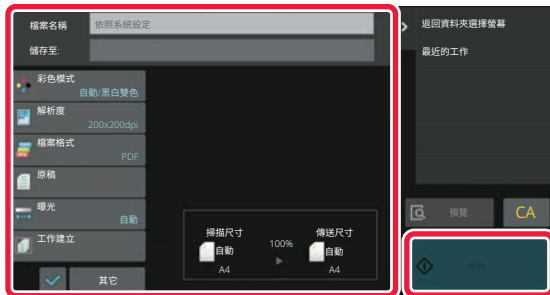 檔案名稱 依照系統設定
儲存至:
彩色模式
自動/黑白雙色
解析度
200x200dpi
檔案格式
PDF
原稿
曝光
自動
工作建立
其它
掃描尺寸
自動
A4
100%
傳送尺寸
自動
A4
返回資料夾選擇螢幕
最近的工作
預覽
CA
啟動